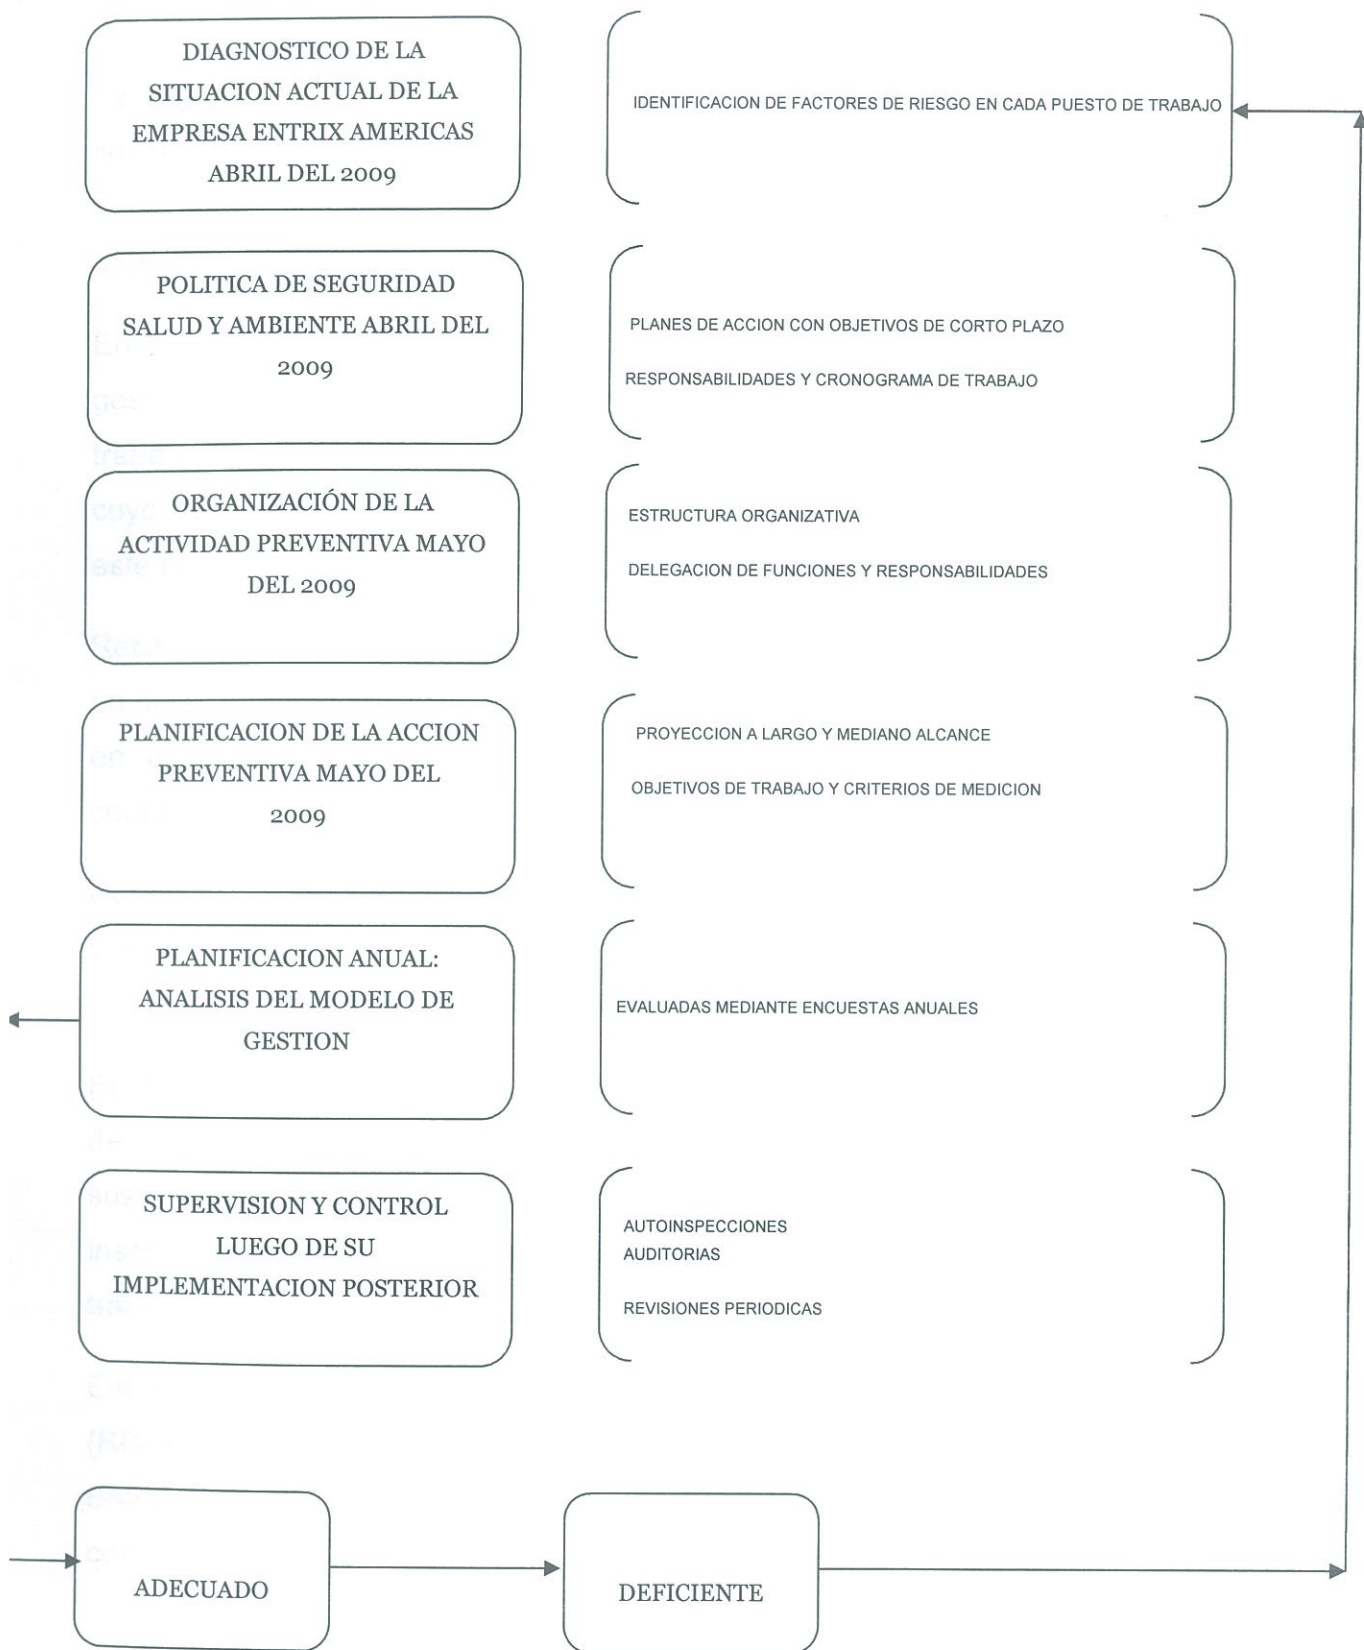 DIAGNOSTICO DE LA
SITUACION ACTUAL DE LA
EMPRESA ENTRIX AMERICAS
ABRIL DEL 2009
IDENTIFICACION DE FACTORES DE RIESGO EN CADA PUESTO DE TRABAJO
POLITICA DE SEGURIDAD
SALUD Y AMBIENTE ABRIL DEL
2009
PLANES DE ACCION CON OBJETIVOS DE CORTO PLAZO
RESPONSABILIDADES Y CRONOGRAMA DE TRABAJO
ORGANIZACIÓN DE LA
ACTIVIDAD PREVENTIVA MAYO
DEL 2009
ESTRUCTURA ORGANIZATIVA
DELEGACION DE FUNCIONES Y RESPONSABILIDADES
PLANIFICACION DE LA ACCION
PREVENTIVA MAYO DEL
2009
PROYECCION A LARGO Y MEDIANO ALCANCE
OBJETIVOS DE TRABAJO Y CRITERIOS DE MEDICION
PLANIFICACION ANUAL:
ANALISIS DEL MODELO DE
GESTION
EVALUADAS MEDIANTE ENCUESTAS ANUALES
SUPERVISION Y CONTROL
LUEGO DE SU
IMPLEMENTACION POSTERIOR
AUTOINSPECCIONES
AUDITORIAS
REVISIONES PERIODICAS
ADECUADO
DEFICIENTE